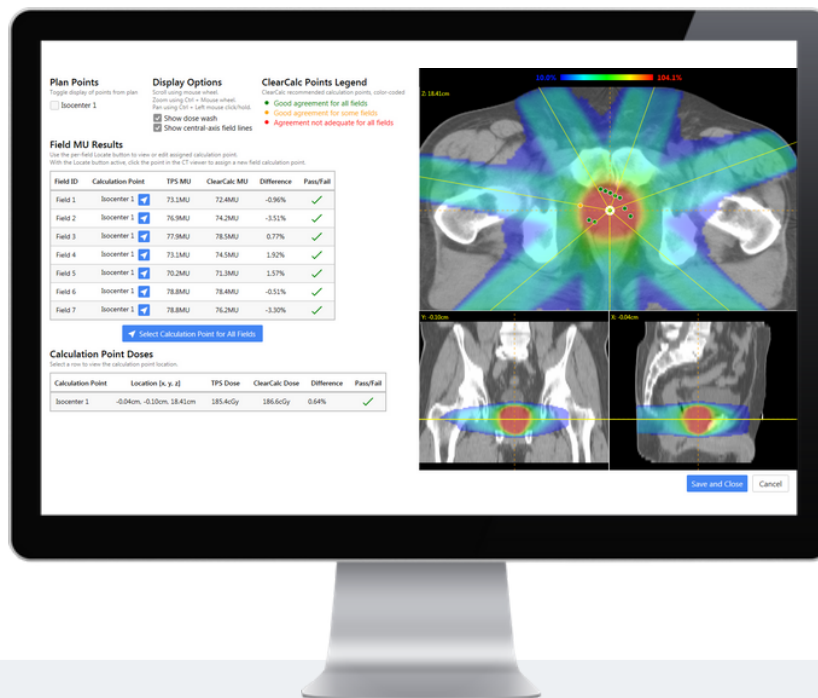 Plan Points
Toggle display of points from plan
Isocenter 1
Display Options
Scroll using mouse wheel.
Zoom using Ctrl + Mouse wheel.
Pan using Ctrl + Left mouse click/hold.
Show dose wash
Show central-axis field lines
ClearCalc Points Legend
ClearCalc recommended calculation points, color-coded
Good agreement for all fields
Good agreement for some fields
Agreement not adequate for all fields
Field MU Results
Use the per-field Locate button to view or edit assigned calculation point.
With the Locate button active, click the point in the CT viewer to assign a new field calculation point.
Field ID Calculation Point TPS MU ClearCalc MU Difference Pass/Fail
Field 1 Isocenter 1 73.1MU 72.4MU -0.96%
Field 2 Isocenter 1 76.9MU 74.2MU -3.51%
Field 3 Isocenter 1 77.9MU 78.5MU 0.77%
Field 4 Isocenter 1 73.1MU 74.5MU 1.92%
Field 5 Isocenter 1 70.2MU 71.3MU 1.57%
Field 6 Isocenter 1 78.8MU 78.4MU -0.51%
Field 7 Isocenter 1 78.8MU 76.2MU -3.30%
Select Calculation Point for All Fields
Calculation Point Doses
Select a row to view the calculation point location.
Calculation Point Location [x, y, z] TPS Dose ClearCalc Dose Difference Pass/Fail
Isocenter 1 -0.04cm, -0.10cm, 18.41cm 185.4cGy 186.6cGy 0.64%
10.0% 104.1%
Z: 18.41cm
Y: -0.10cm
X: -0.04cm
Save and Close
Cancel